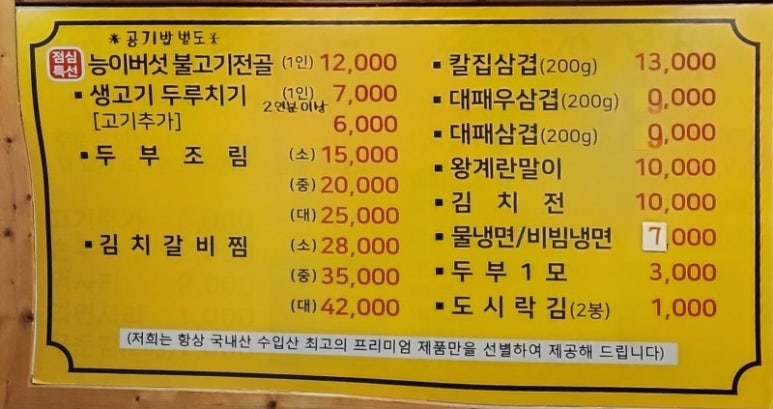 *공기밥 별도*
점심 특선 능이버섯 불고기전골 (1인) 12,000
▪ 생고기 두루치기 (1인) 7,000
2인분이상
[고기추가] 6,000
▪ 두부조림 (소) 15,000
(중) 20,000
(대) 25,000
▪ 김치갈비찜 (소) 28,000
(중) 35,000
(대) 42,000
▪ 칼집삼겹(200g) 13,000
▪ 대패우삼겹(200g) 9,000
▪ 대패삼겹(200g) 9,000
▪ 왕계란말이 10,000
▪ 김치전 10,000
▪ 물냉면/비빔냉면 7,000
▪ 두부1모 3,000
▪ 도시락김(2봉) 1,000
(저희는 항상 국내산 수입산 최고의 프리미엄 제품만을 선별하여 제공해 드립니다)